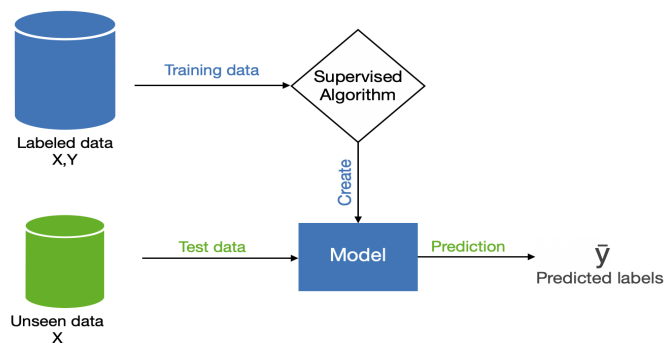 Training data
Supervised
Algorithm
Labeled data
X,Y
Create
Test data
Model
Prediction
ȳ
Predicted labels
Unseen data
X